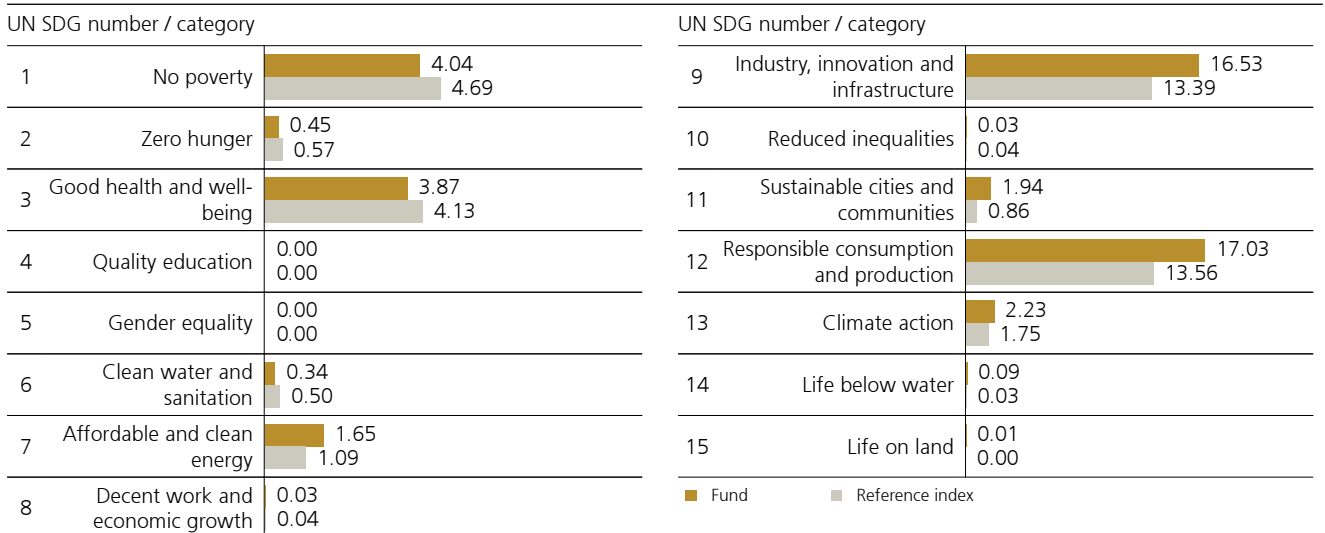 UN SDG number / category
1
No poverty
4.04
4.69
2
Zero hunger
0.45
0.57
3
Good health and well-
being
3.87
4.13
4
Quality education
0.00
0.00
5
Gender equality
0.00
0.00
6
Clean water and
sanitation
0.34
0.50
7
Affordable and clean
energy
1.65
1.09
8
Decent work and
economic growth
0.03
0.04
UN SDG number / category
9
Industry, innovation and
infrastructure
16.53
13.39
10
Reduced inequalities
0.03
0.04
11
Sustainable cities and
communities
1.94
0.86
12
Responsible consumption
and production
17.03
13.56
13
Climate action
2.23
1.75
14
Life below water
0.09
0.03
15
Life on land
0.01
0.00
Fund
Reference index